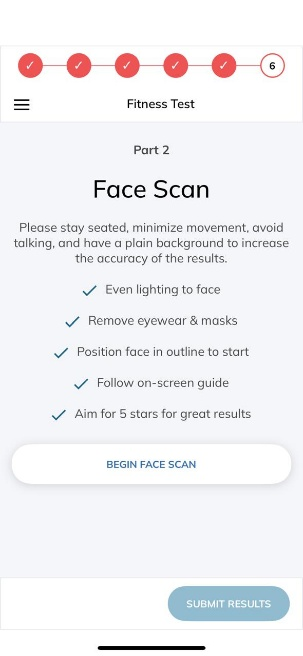 6
Fitness Test
Part 2
Face Scan
Please stay seated, minimize movement, avoid
talking, and have a plain background to increase
the accuracy of the results.
Even lighting to face
Remove eyewear & masks
Position face in outline to start
Follow on-screen guide
Aim for 5 stars for great results
BEGIN FACE SCAN
SUBMIT RESULTS